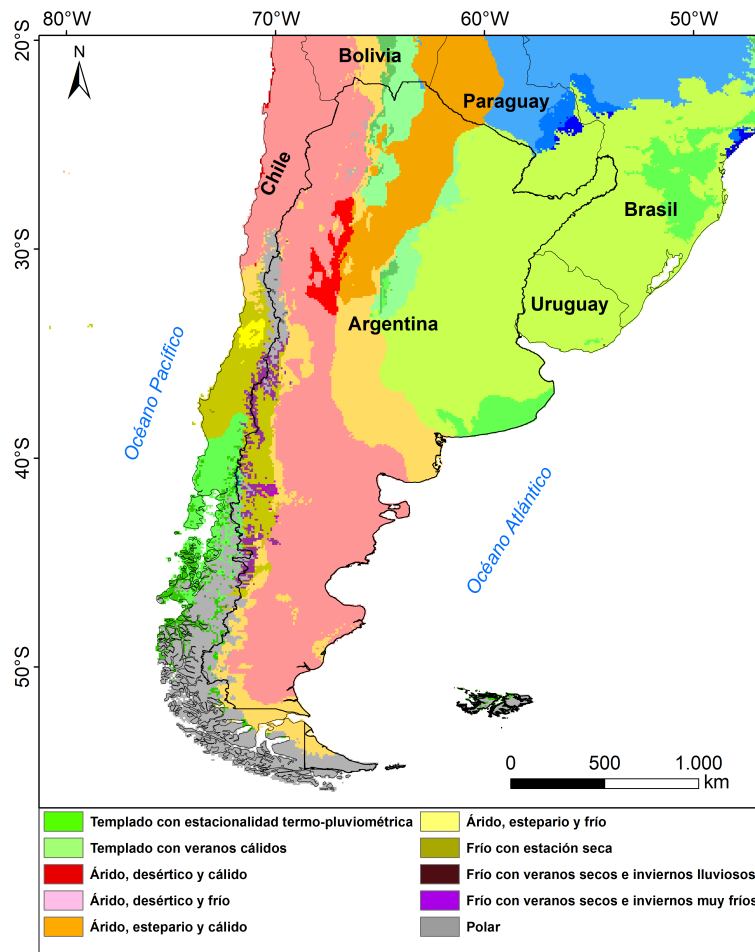 80°W 70°W 60°W 50°W
20°S
N
Bolivia
Paraguay
Chile
Brasil
30°S
Uruguay
Argentina
Océano Pacífico
40°S
Océano Atlántico
50°S
0 500 1.000
km
Templado con estacionalidad termo-pluviométrica
Templado con veranos cálidos
Árido, desértico y cálido
Árido, desértico y frío
Árido, estepario y cálido
Árido, estepario y frío
Frío con estación seca
Frío con veranos secos e inviernos lluviosos
Frío con veranos secos e inviernos muy fríos
Polar